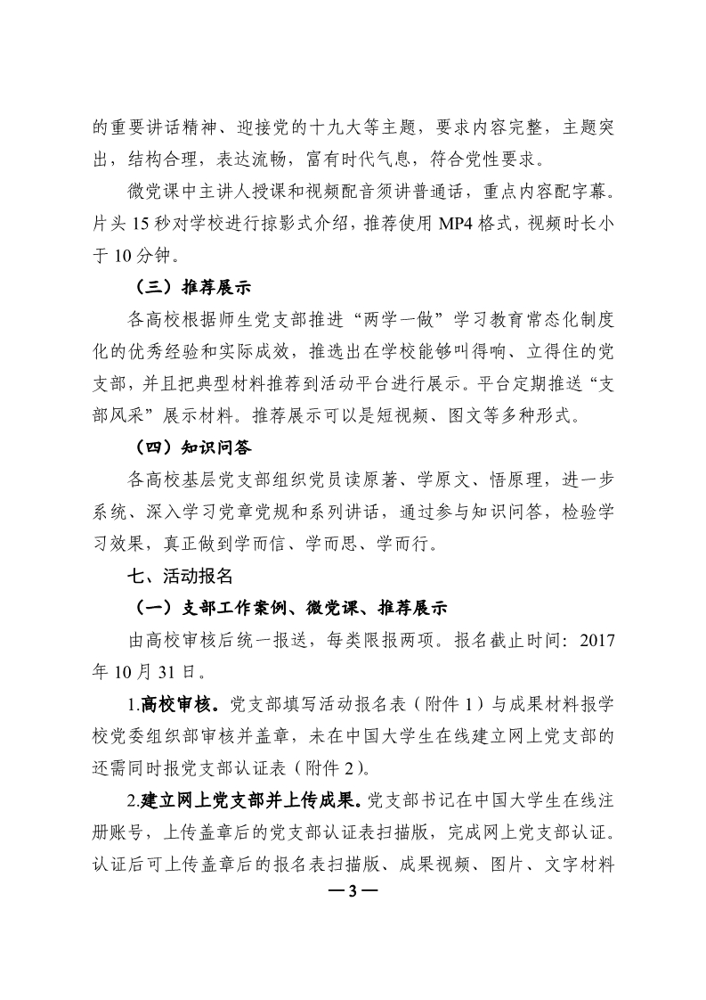 的重要讲话精神、迎接党的十九大等主题，要求内容完整，主题突
出，结构合理，表达流畅，富有时代气息，符合党性要求。
微党课中主讲人授课和视频配音须讲普通话，重点内容配字幕。
片头 15 秒对学校进行掠影式介绍，推荐使用 MP4 格式，视频时长小
于 10 分钟。
（三）推荐展示
各高校根据师生党支部推进“两学一做”学习教育常态化制度
化的优秀经验和实际成效，推选出在学校能够叫得响、立得住的党
支部，并且把典型材料推荐到活动平台进行展示。平台定期推送“支
部风采”展示材料。推荐展示可以是短视频、图文等多种形式。
（四）知识问答
各高校基层党支部组织党员读原著、学原文、悟原理，进一步
系统、深入学习党章党规和系列讲话，通过参与知识问答，检验学
习效果，真正做到学而信、学而思、学而行。
七、活动报名
（一）支部工作案例、微党课、推荐展示
由高校审核后统一报送，每类限报两项。报名截止时间：2017
年 10 月 31 日。
1.高校审核。党支部填写活动报名表（附件 1）与成果材料报学
校党委组织部审核并盖章，未在中国大学生在线建立网上党支部的
还需同时报党支部认证表（附件 2）。
2.建立网上党支部并上传成果。党支部书记在中国大学生在线注
册账号，上传盖章后的党支部认证表扫描版，完成网上党支部认证。
认证后可上传盖章后的报名表扫描版、成果视频、图片、文字材料
— 3 —